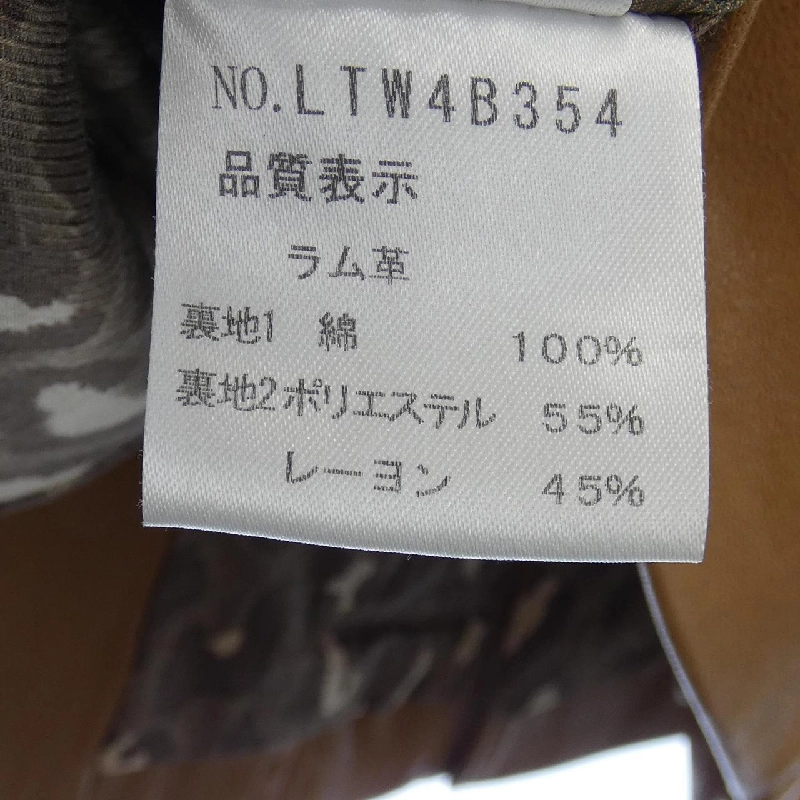 NO.LTW4B354
品質表示
ラム革
裏地1 綿 100%
裏地2ポリエステル 55%
レーヨン 45%